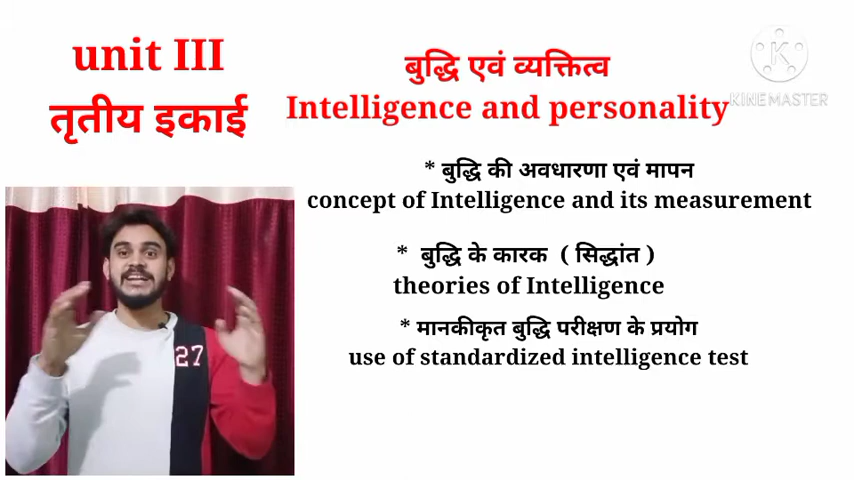 unit III
तृतीय इकाई
बुद्धि एवं व्यक्तित्व
Intelligence and personality
KINEMASTER
* बुद्धि की अवधारणा एवं मापन
concept of Intelligence and its measurement
* बुद्धि के कारक ( सिद्धांत )
theories of Intelligence
* मानकीकृत बुद्धि परीक्षण के प्रयोग
use of standardized intelligence test
27